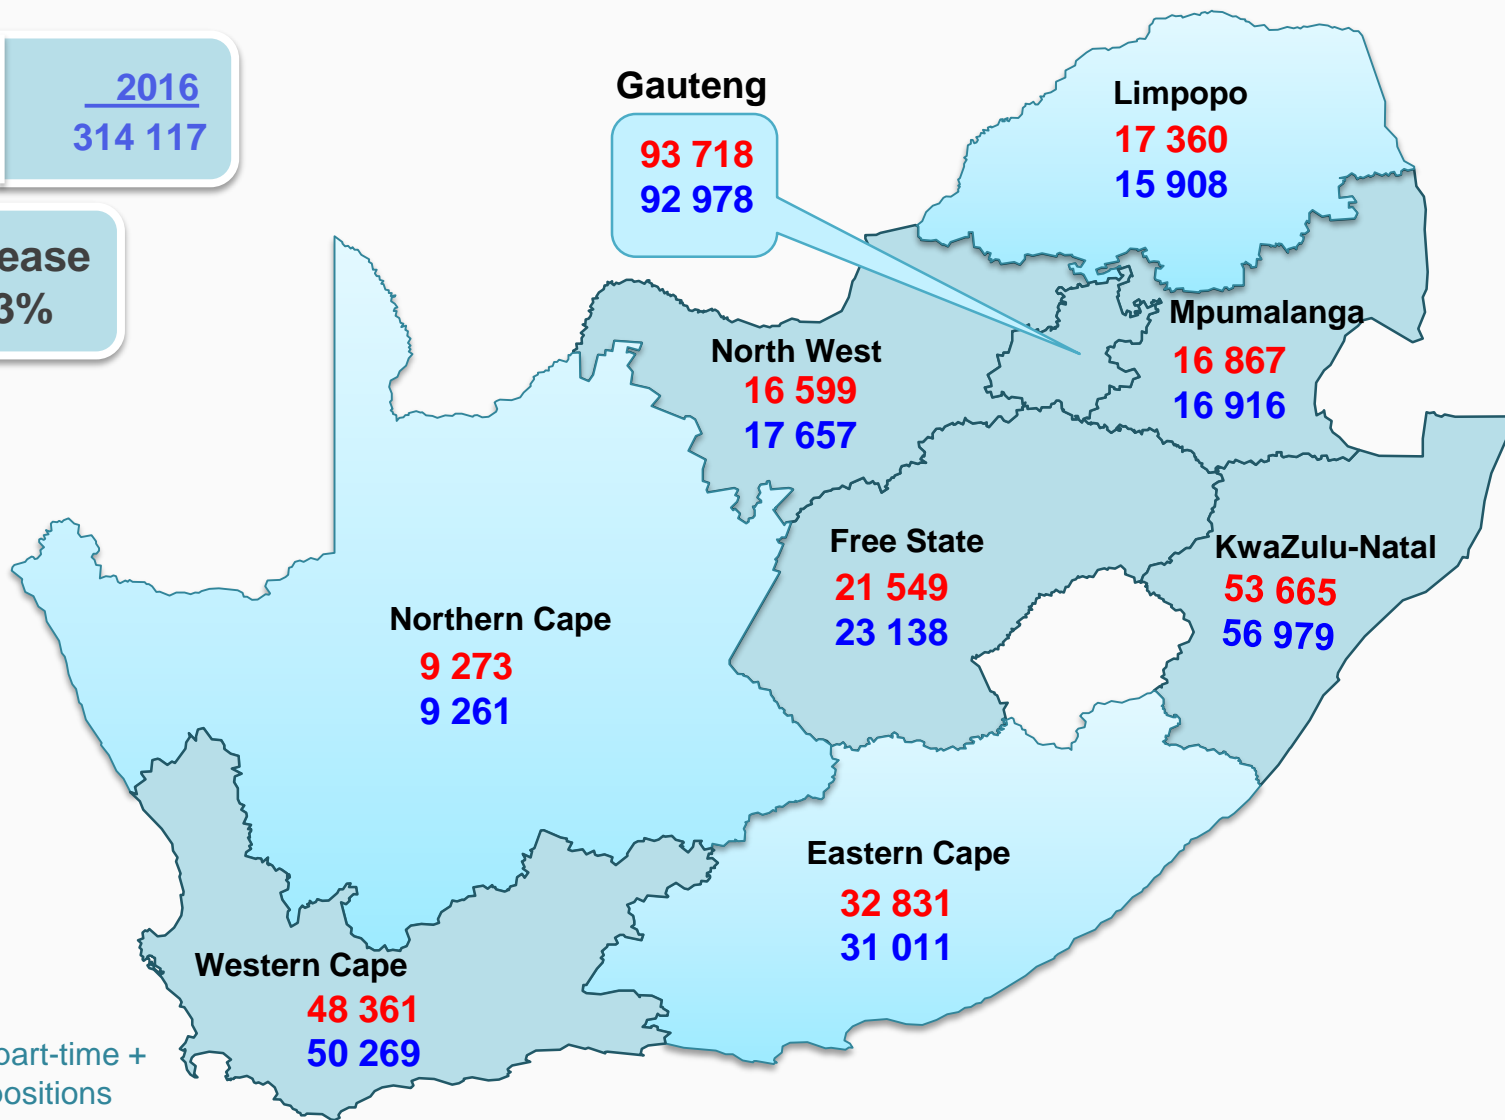 2016
314 117
ease
3%
Gauteng
93 718
92 978
Limpopo
17 360
15 908
Mpumalanga
16 867
16 916
North West
16 599
17 657
Free State
21 549
23 138
KwaZulu-Natal
53 665
56 979
Northern Cape
9 273
9 261
Eastern Cape
32 831
31 011
Western Cape
48 361
50 269
part-time +
positions